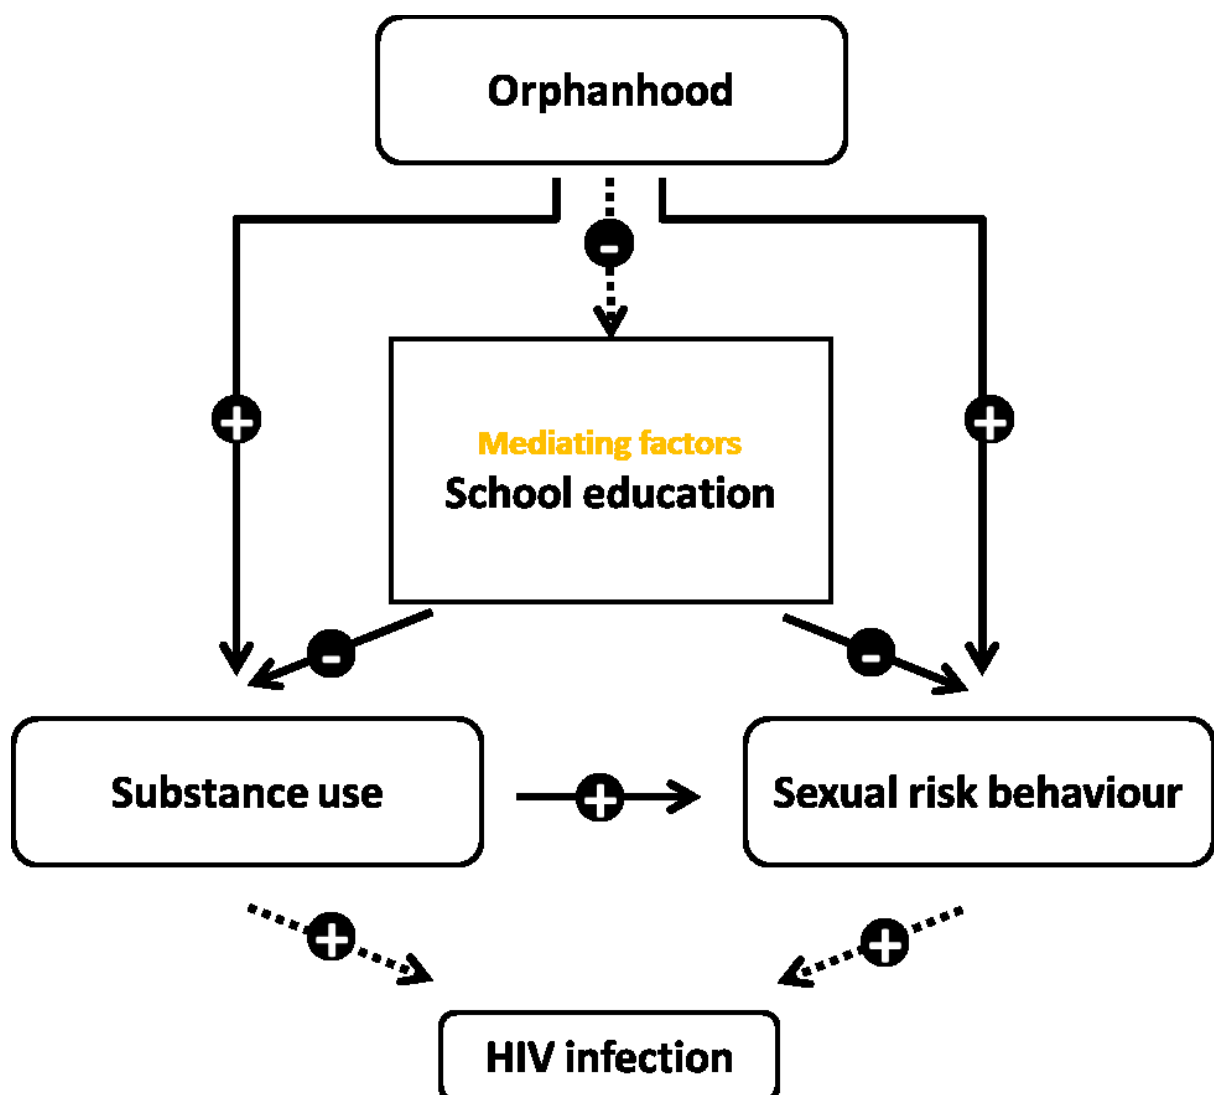 Orphanhood
-
+
+
Mediating factors
School education
-
-
Substance use
+
Sexual risk behaviour
+
+
HIV infection